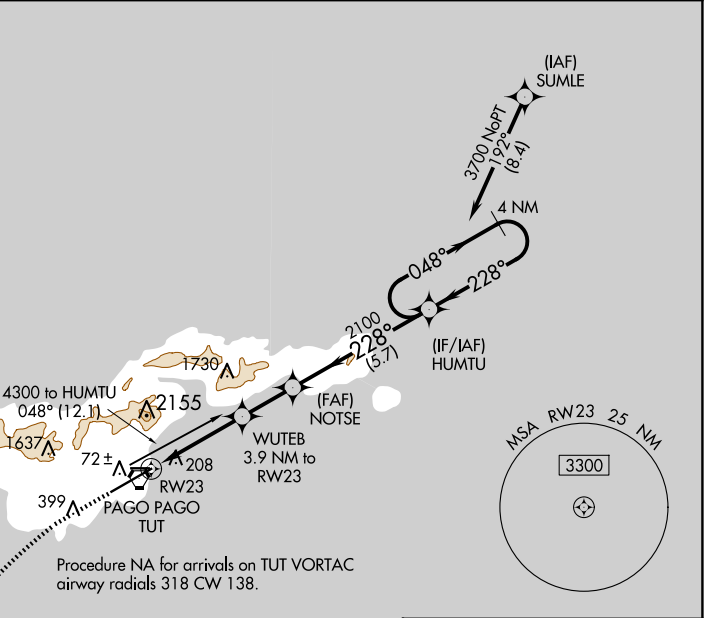 (IAF)
SUMLE
3700 NoPT
192°
(8.4)
4 NM
048°
228°
2100
228°
(5.7)
(IF/IAF)
HUMTU
1730
4300 to HUMTU
048° (12.1)
2155
(FAF)
NOTSE
1637
WUTEB
3.9 NM to
RW23
72±
208
RW23
399
PAGO PAGO
TUT
MSA RW23 25 NM
3300
Procedure NA for arrivals on TUT VORTAC
airway radials 318 CW 138.